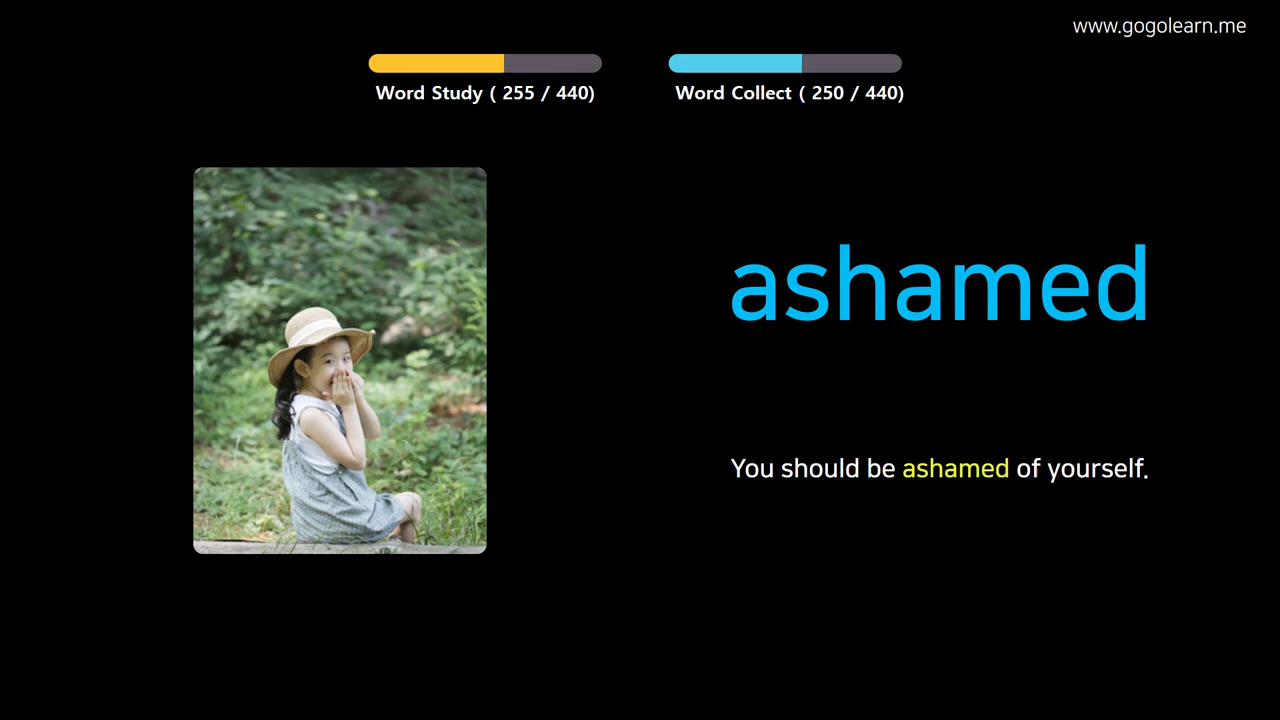 www.gogolearn.me
Word Study ( 255 / 440)
Word Collect ( 250 / 440)
ashamed
You should be ashamed of yourself.